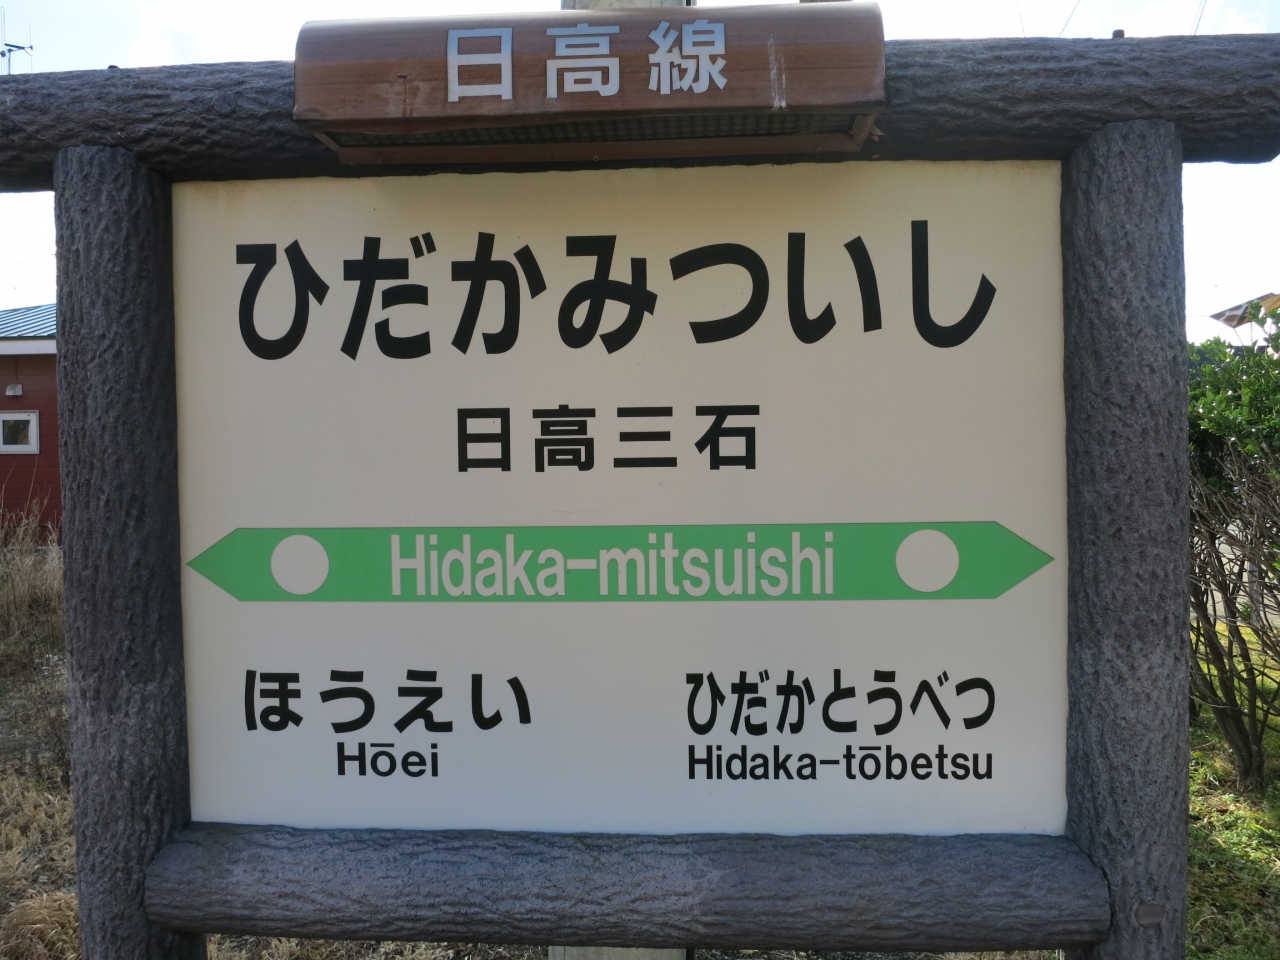 日高線
ひだかみついし
日高三石
Hidaka-mitsuishi
ほうえい ひだかとうべつ
Hōei Hidaka-tōbetsu